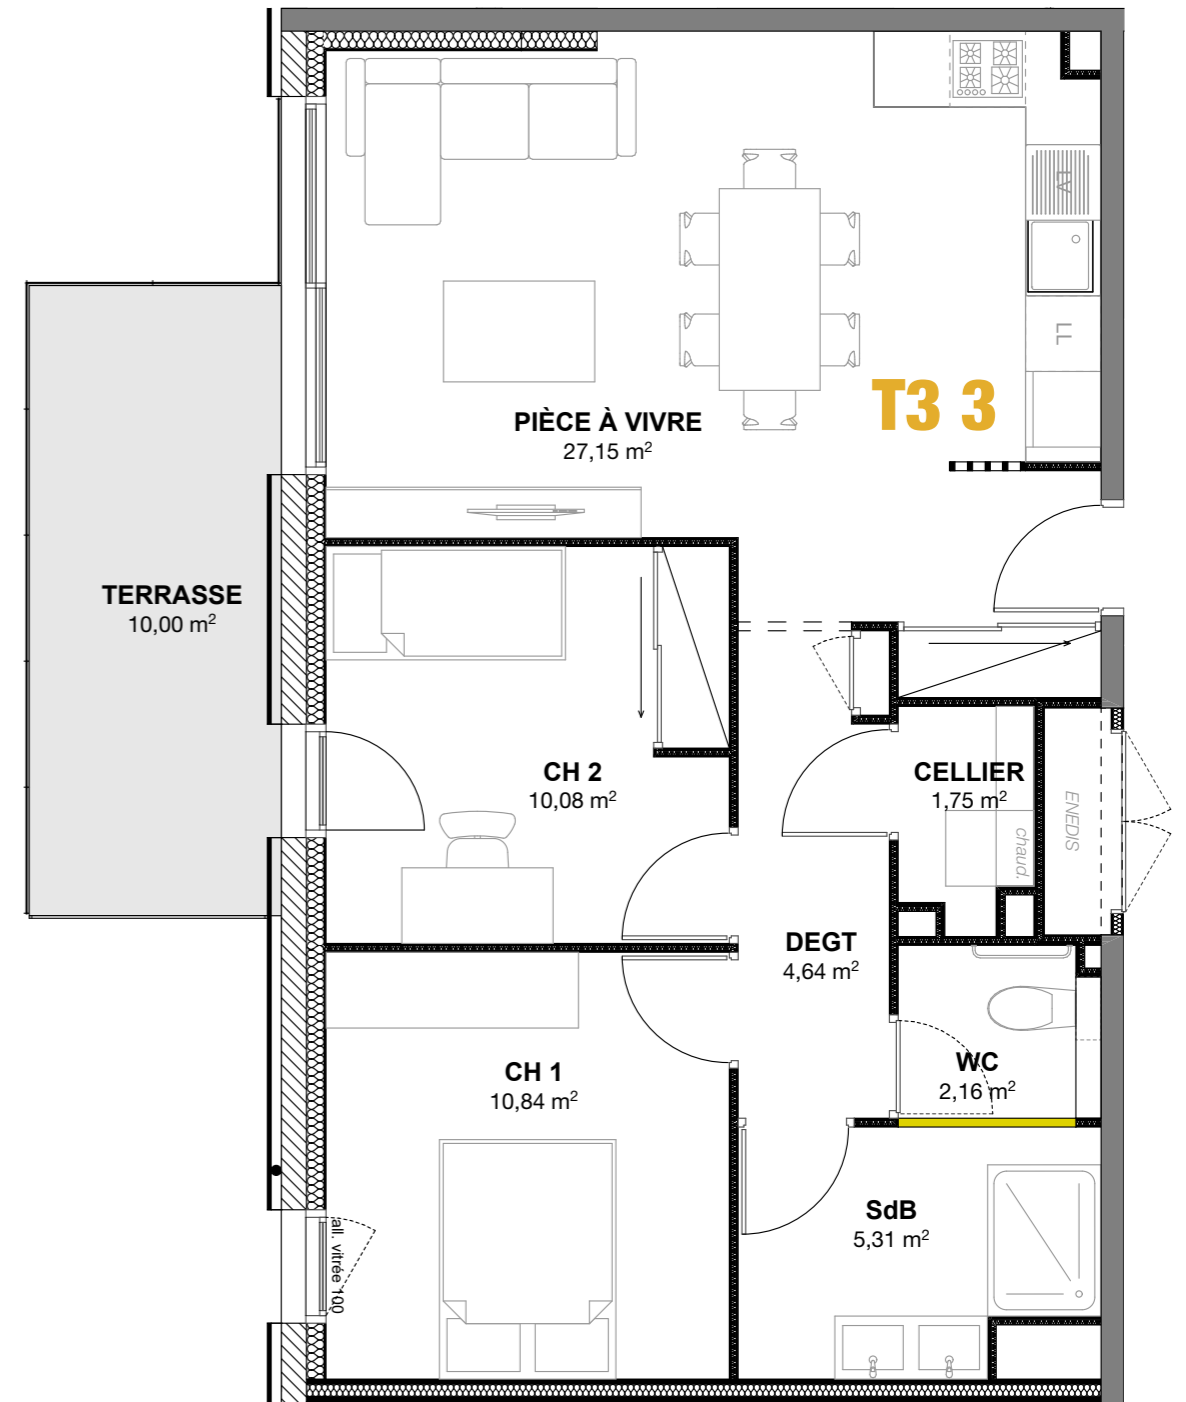 LV
LL
T3 3
PIÈCE À VIVRE
27,15 m²
TERRASSE
10,00 m²
CH 2
10,08 m²
CELLIER
1,75 m²
ENEDIS
chaud.
DEGT
4,64 m²
CH 1
10,84 m²
WC
2,16 m²
SdB
5,31 m²
all. vitrée 100